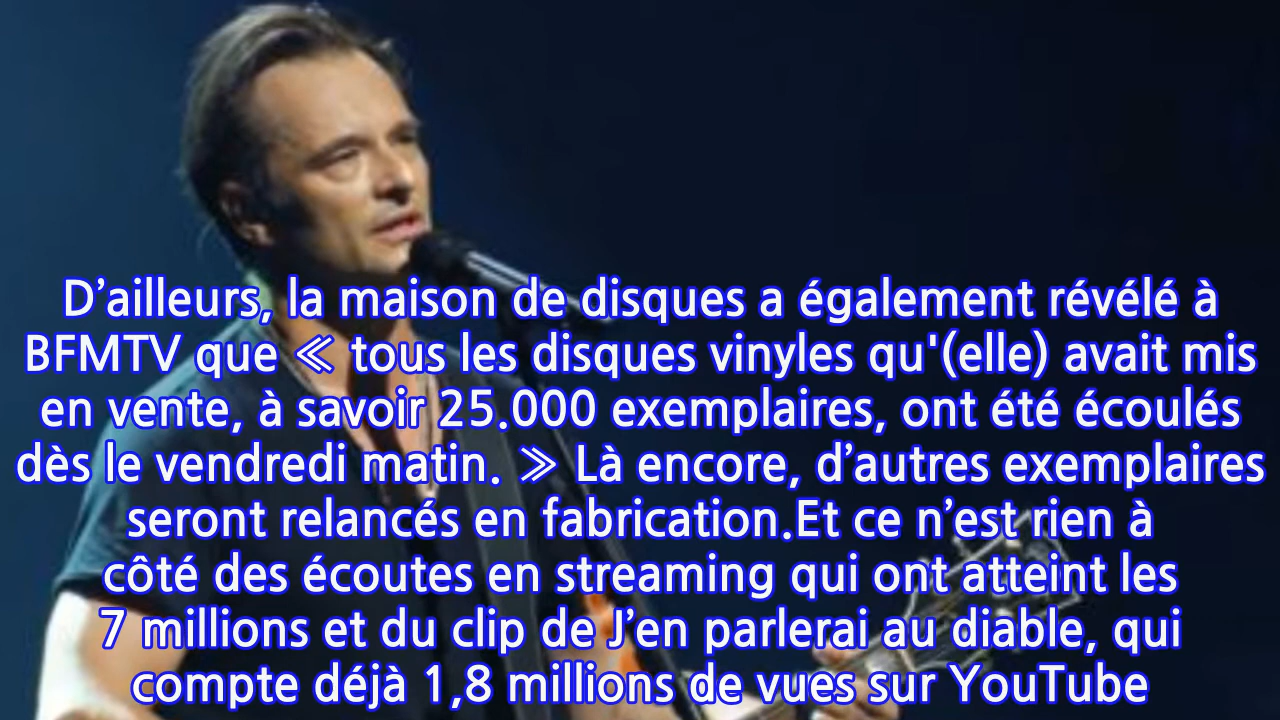 D’ailleurs, la maison de disques a également révélé à
BFMTV que ≪ tous les disques vinyles qu'(elle) avait mis
en vente, à savoir 25.000 exemplaires, ont été écoulés
dès le vendredi matin. ≫ Là encore, d’autres exemplaires
seront relancés en fabrication.Et ce n’est rien à
côté des écoutes en streaming qui ont atteint les
7 millions et du clip de J’en parlerai au diable, qui
compte déjà 1,8 millions de vues sur YouTube